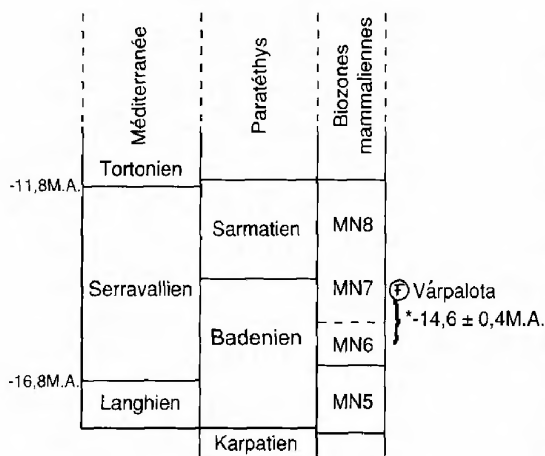 Méditerranée
Paratéthys
Biozones
mammaliennes
Tortonien
-11,8M.A.
Sarmatien
MN8
Serravallien
MN7
Ⓕ Várpalota
*-14,6 ± 0,4M.A.
Badenien
MN6
-16,8M.A.
Langhien
MN5
Karpatien